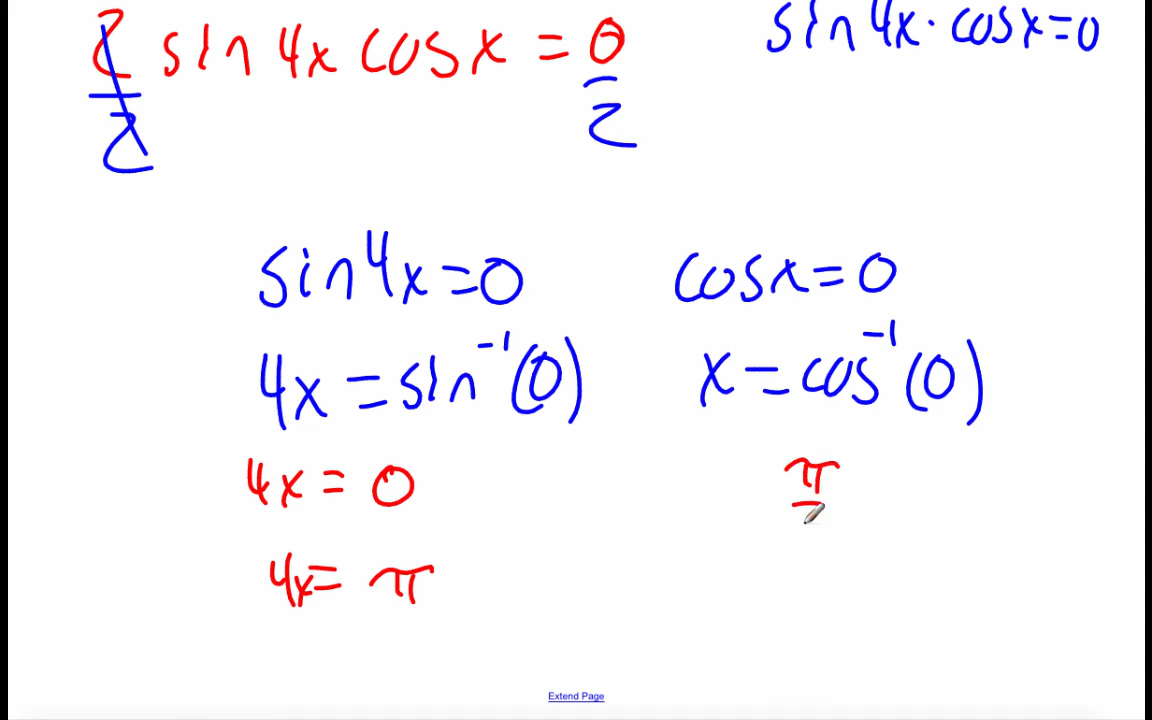 2 sin 4x cos x = 0
2 2
sin 4x · cos x = 0
sin 4x = 0
4x = sin⁻¹(0)
4x = 0
4x = π
cos x = 0
x = cos⁻¹(0)
π
Extend Page